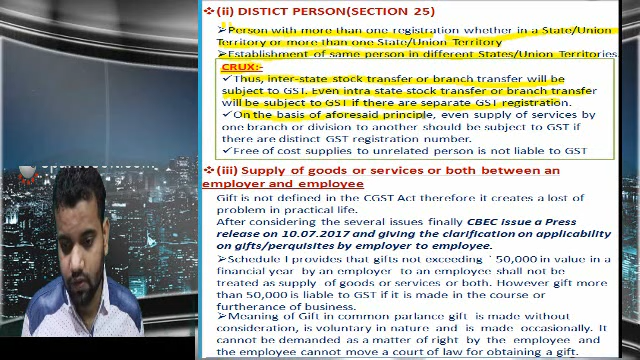 ❖(ii) DISTICT PERSON(SECTION 25)
➢Person with more than one registration whether in a State/Union
Territory or more than one State/Union Territory
➢Establishment of same person in different States/Union Territories.
CRUX:-
✓Thus, inter-state stock transfer or branch transfer will be
subject to GST. Even intra state stock transfer or branch transfer
will be subject to GST if there are separate GST registration.
✓On the basis of aforesaid principle, even supply of services by
one branch or division to another should be subject to GST if
there are distinct GST registration number.
✓Free of cost supplies to unrelated person is not liable to GST
❖(iii) Supply of goods or services or both between an
employer and employee
Gift is not defined in the CGST Act therefore it creates a lost of
problem in practical life.
After considering the several issues finally CBEC issue a Press
release on 10.07.2017 and giving the clarification on applicability
on gifts/perquisites by employer to employee.
➢Schedule I provides that gifts not exceeding ` 50,000 in value in a
financial year by an employer to an employee shall not be
treated as supply of goods or services or both. However gift more
than 50,000 is liable to GST if it is made in the course or
furtherance of business.
➢Meaning of Gift in common parlance gift is made without
consideration, is voluntary in nature and is made occasionally. It
cannot be demanded as a matter of right by the employee and
the employee cannot move a court of law for obtaining a gift.